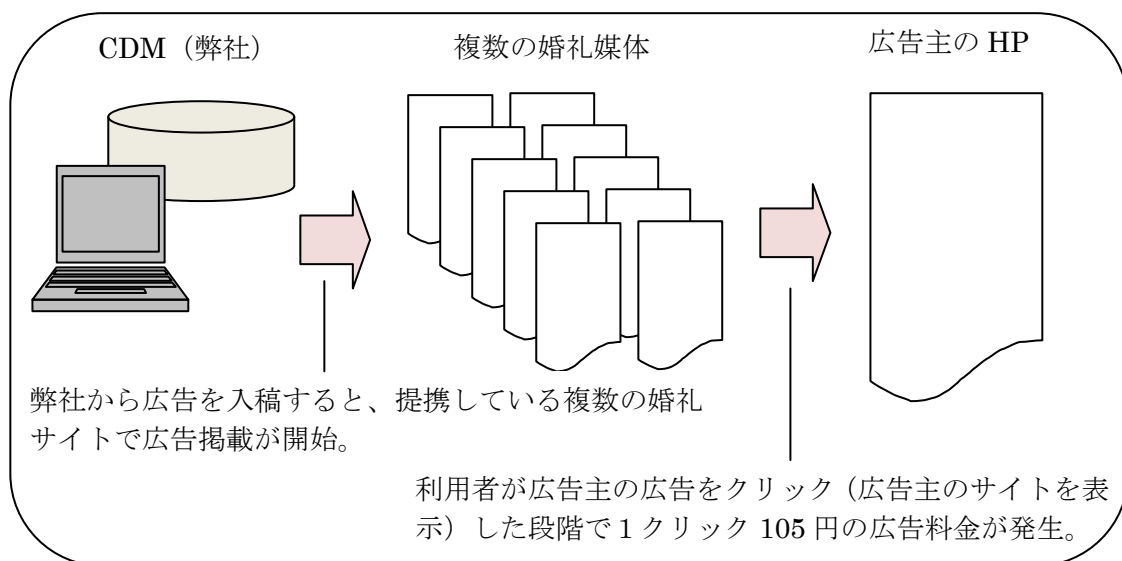 CDM（弊社）
複数の婚礼媒体
広告主の HP
弊社から広告を入稿すると、提携している複数の婚礼
サイトで広告掲載が開始。
利用者が広告主の広告をクリック（広告主のサイトを表
示）した段階で１クリック 105 円の広告料金が発生。